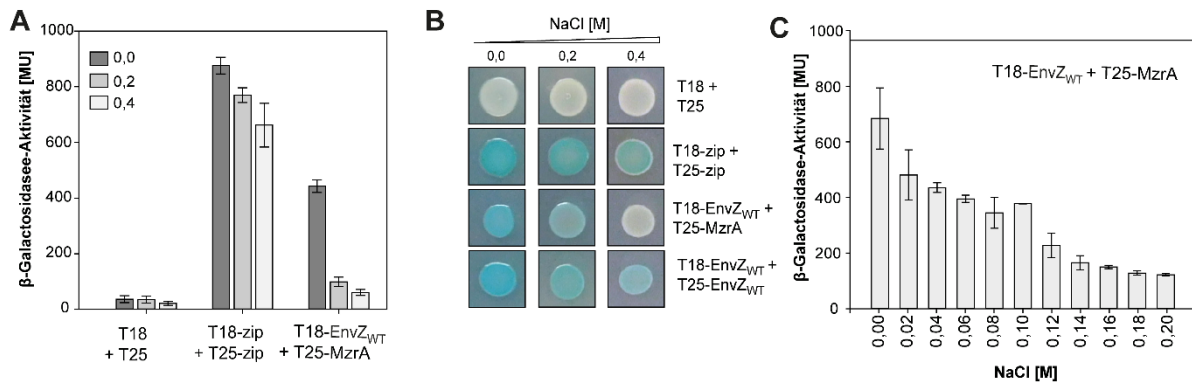 A
β-Galactosidasee-Aktivität [MU]
1000
800
600
400
200
0
0,0
0,2
0,4
T18
+ T25
T18-zip
+ T25-zip
T18-EnvZWT
+ T25-MzrA
B
NaCl [M]
0,0
0,2
0,4
T18 +
T25
T18-zip +
T25-zip
T18-EnvZWT +
T25-MzrA
T18-EnvZWT +
T25-EnvZWT
C
β-Galactosidase-Aktivität [MU]
1000
800
600
400
200
0
T18-EnvZWT + T25-MzrA
0,00
0,02
0,04
0,06
0,08
0,10
0,12
0,14
0,16
0,18
0,20
NaCl [M]